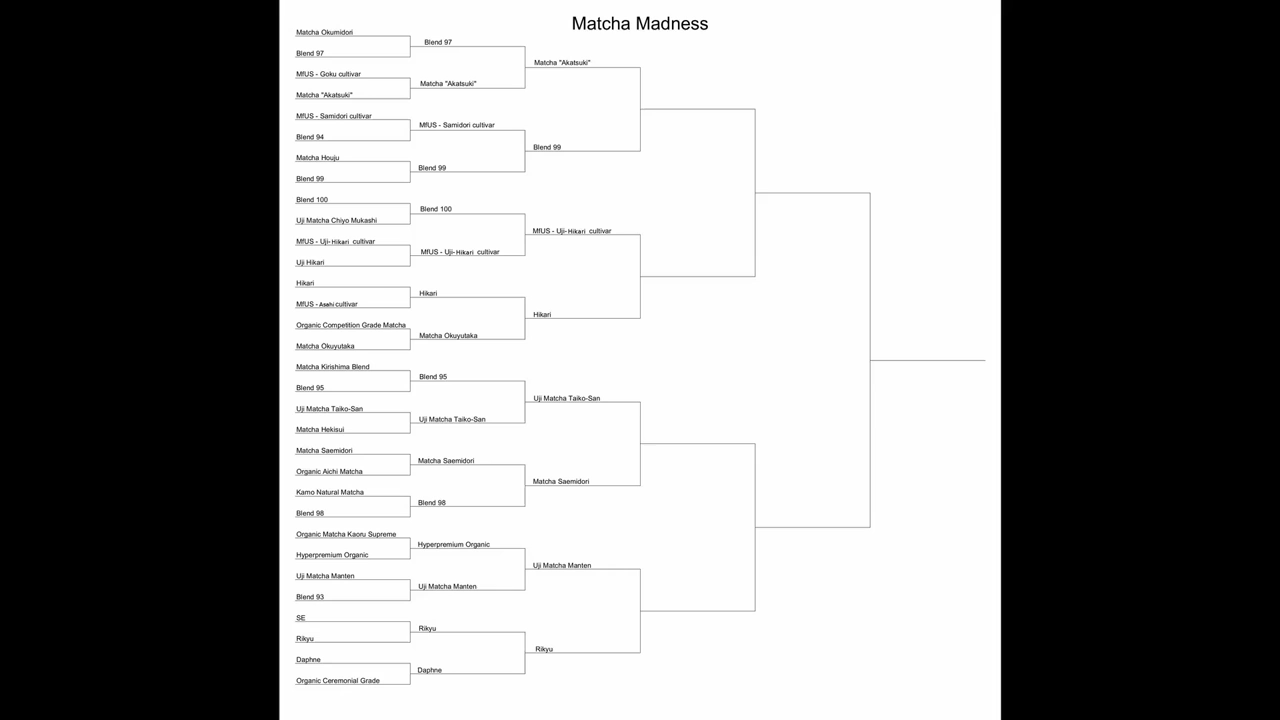 Matcha Madness
Matcha Okumidori
Blend 97
MfUS - Goku cultivar
Matcha "Akatsuki"
MfUS - Samidori cultivar
Blend 94
Matcha Houju
Blend 99
Blend 100
Uji Matcha Chiyo Mukashi
MfUS - Uji-Hikari cultivar
Uji Hikari
Hikari
MfUS - Asahi cultivar
Organic Competition Grade Matcha
Matcha Okuyutaka
Matcha Kirishima Blend
Blend 95
Uji Matcha Taiko-San
Matcha Hekisui
Matcha Saemidori
Organic Aichi Matcha
Kamo Natural Matcha
Blend 98
Organic Matcha Kaoru Supreme
Hyperpremium Organic
Uji Matcha Manten
Blend 93
SE
Rikyu
Daphne
Organic Ceremonial Grade
Blend 97
Matcha "Akatsuki"
MfUS - Samidori cultivar
Blend 99
Blend 100
MfUS - Uji-Hikari cultivar
Hikari
Matcha Okuyutaka
Blend 95
Uji Matcha Taiko-San
Matcha Saemidori
Blend 98
Hyperpremium Organic
Uji Matcha Manten
Rikyu
Daphne
Matcha "Akatsuki"
Blend 99
MfUS - Uji-Hikari cultivar
Hikari
Uji Matcha Taiko-San
Matcha Saemidori
Uji Matcha Manten
Rikyu